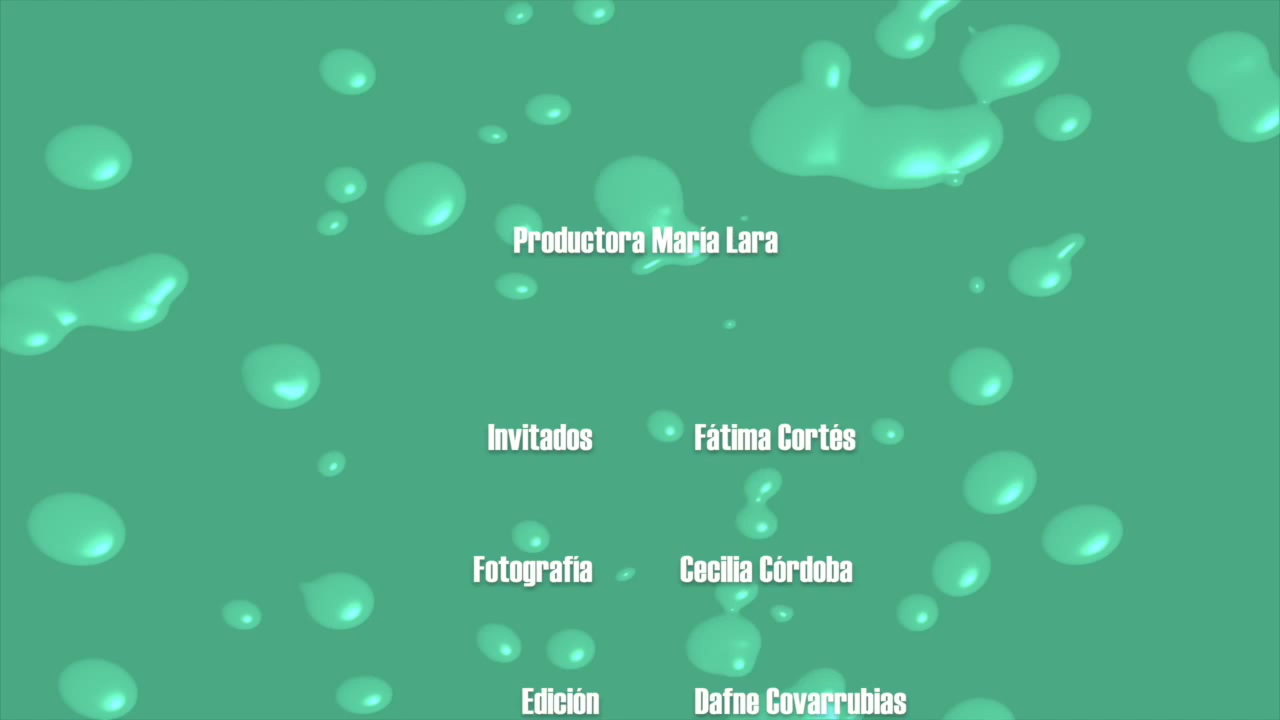 Productora María Lara
Invitados Fátima Cortés
Fotografía Cecilia Córdoba
Edición Dafne Covarrubias